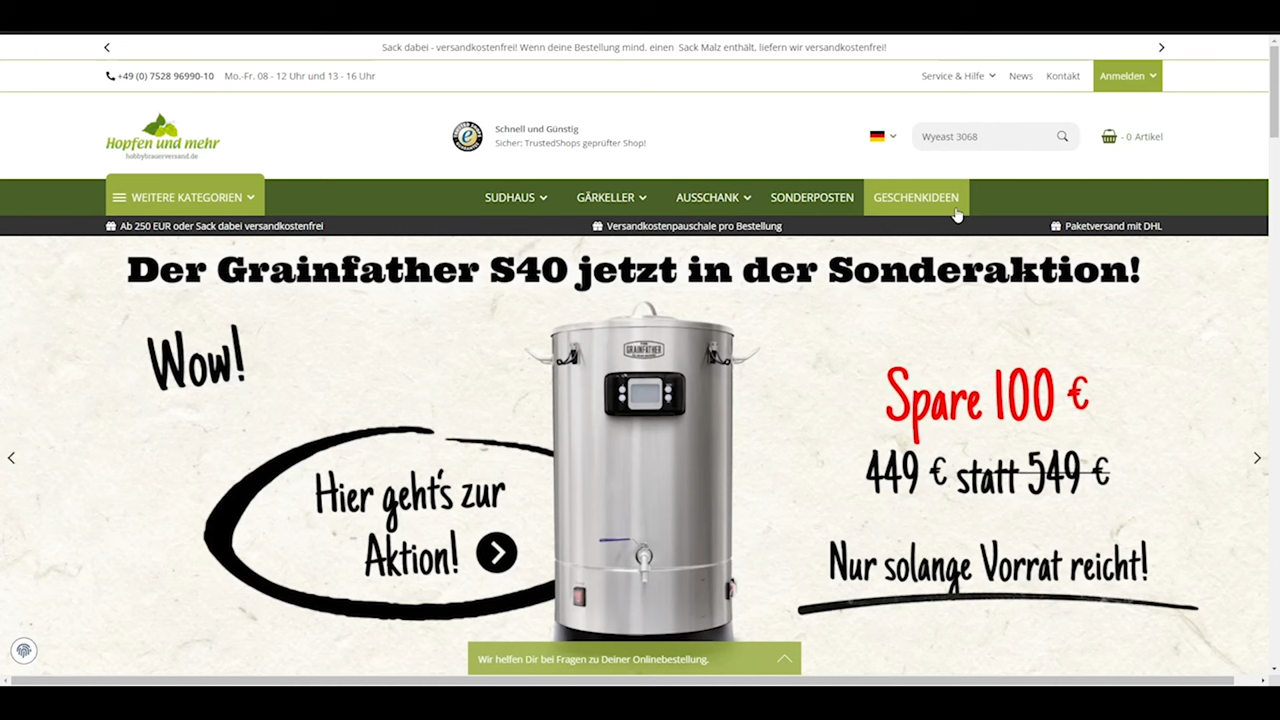 Sack dabei - versandkostenfrei! Wenn deine Bestellung mind. einen Sack Malz enthält, liefern wir versandkostenfrei!
+49 (0) 7528 96990-10 Mo.-Fr. 08 - 12 Uhr und 13 - 16 Uhr
Service & Hilfe News Kontakt Anmelden
Hopfen und mehr
hobbybrauerversand.de
Schnell und Günstig
Sicher: TrustedShops geprüfter Shop!
Wyeast 3068
- 0 Artikel
WEITERE KATEGORIEN SUDHAUS GÄRKELLER AUSSCHANK SONDERPOSTEN GESCHENKIDEEN
Ab 250 EUR oder Sack dabei versandkostenfrei Versandkostenpauschale pro Bestellung Paketversand mit DHL
Der Grainfather S40 jetzt in der Sonderaktion!
Wow!
GRAINFATHER
Hier geht's zur
Aktion!
Spare 100 €
449 € statt 549 €
Nur solange Vorrat reicht!
Wir helfen Dir bei Fragen zu Deiner Onlinebestellung.